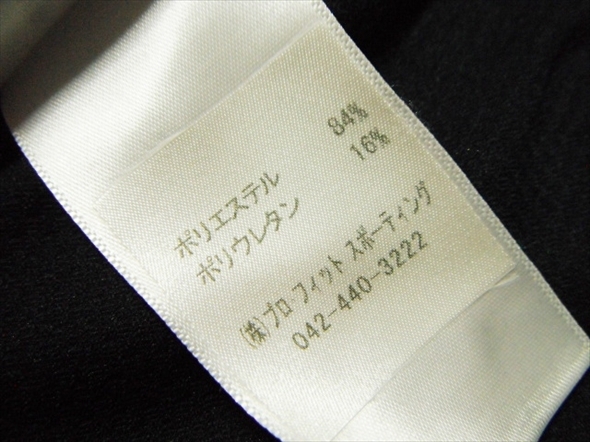 ポリエステル 84%
ポリウレタン 16%
㈱プロフィットスポーティング
042-440-3222